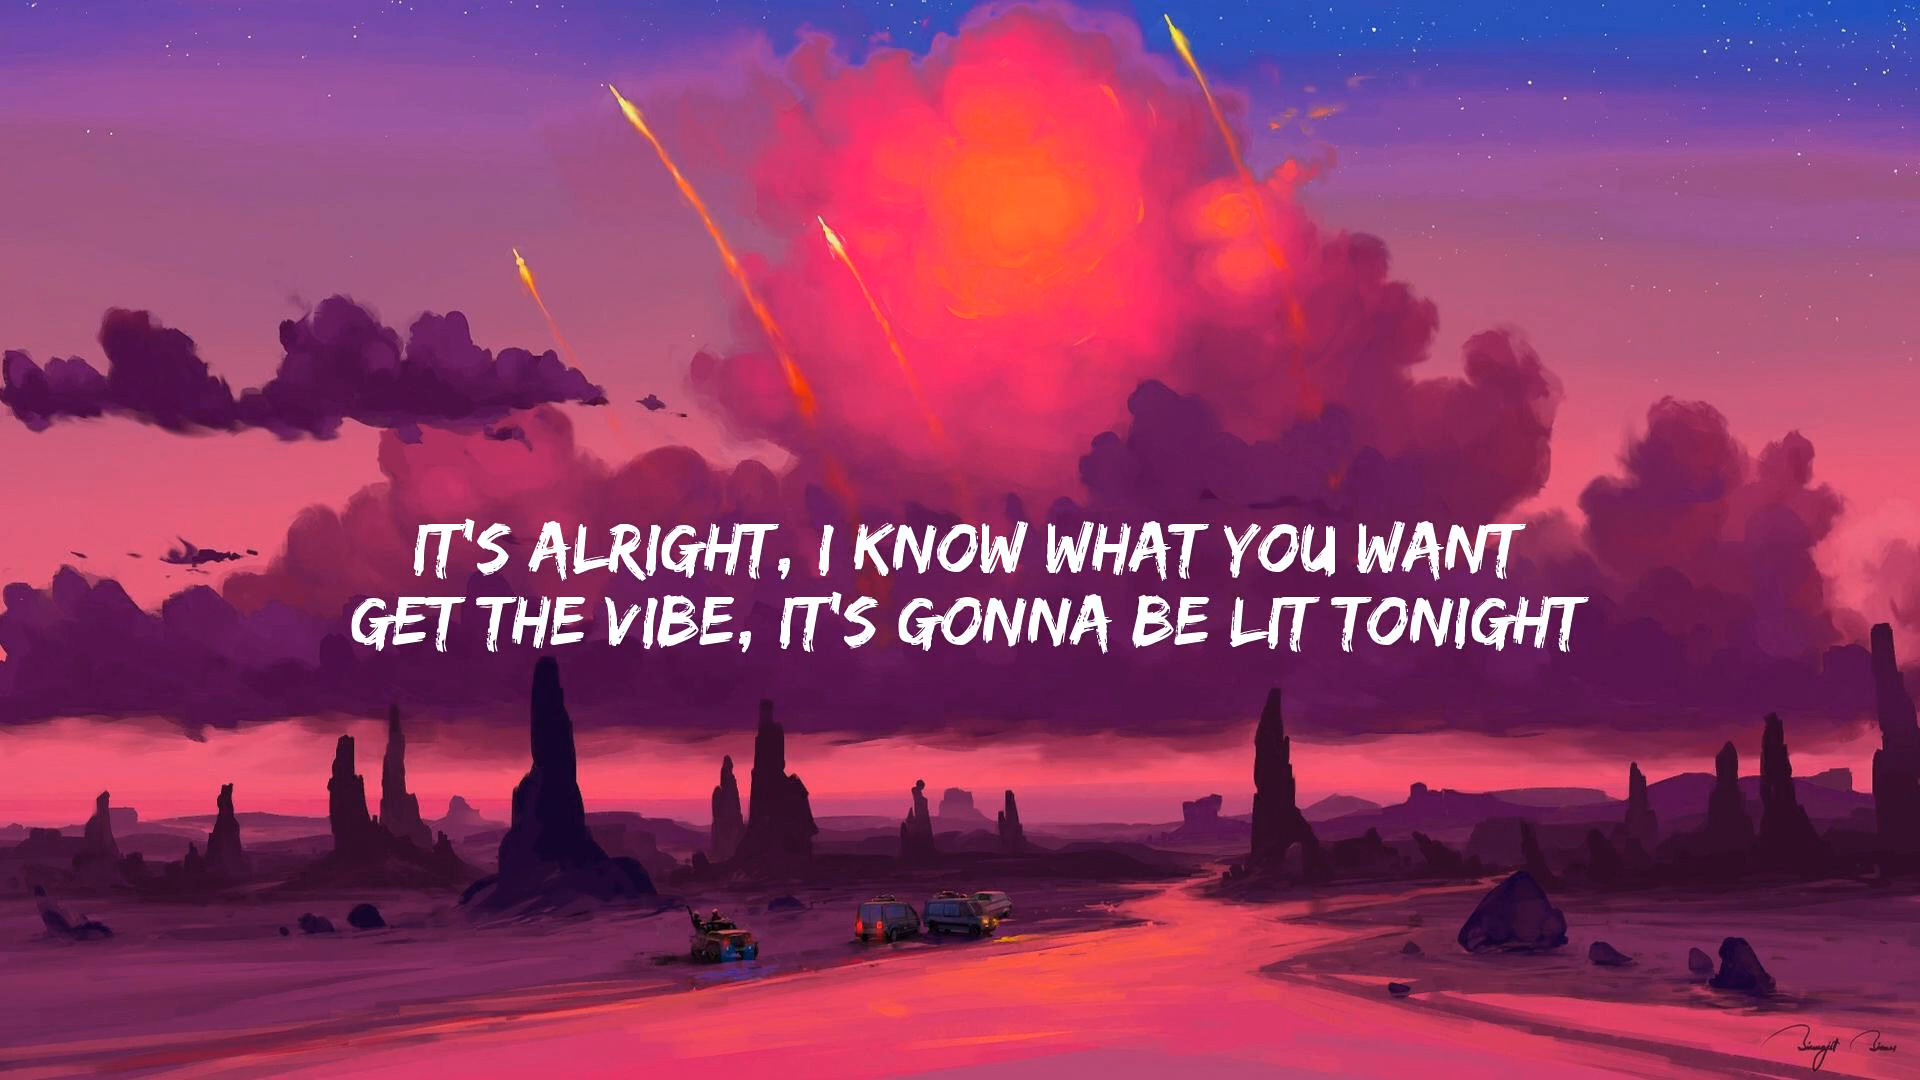 IT'S ALRIGHT, I KNOW WHAT YOU WANT
GET THE VIBE, IT'S GONNA BE LIT TONIGHT